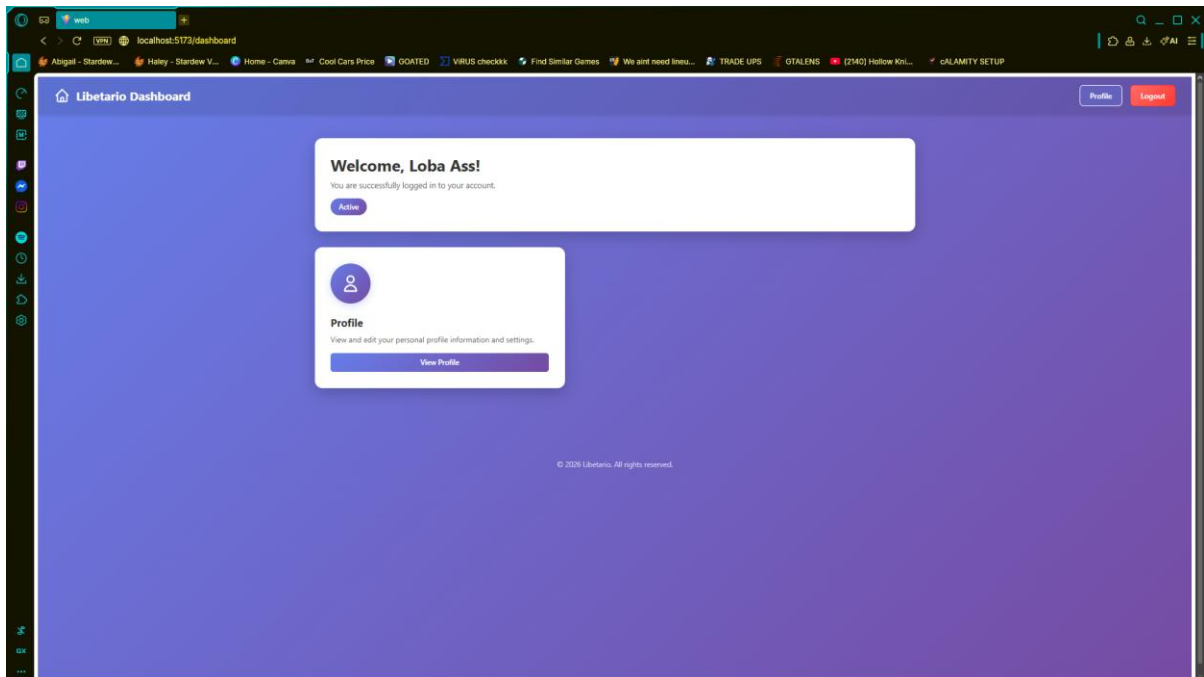 web
VPN
localhost:5173/dashboard
AI
Abigail - Stardew... Haley - Stardew V... Home - Canva Cool Cars Price GOATED ViRUS checkkk Find Similar Games We aint need lineu... TRADE UPS GTALENS (2140) Hollow Kni... cALAMITY SETUP
Libetario Dashboard
Profile
Logout
Welcome, Loba Ass!
You are successfully logged in to your account.
Active
Profile
View and edit your personal profile information and settings.
View Profile
© 2026 Libetario. All rights reserved.
GX